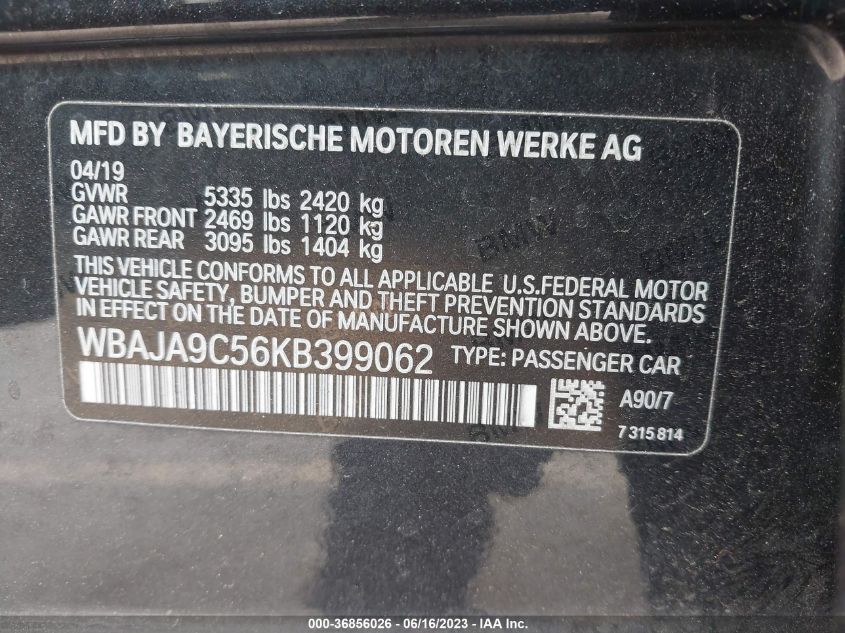 MFD BY BAYERISCHE MOTOREN WERKE AG
04/19
GVWR 5335 lbs 2420 kg
GAWR FRONT 2469 lbs 1120 kg
GAWR REAR 3095 lbs 1404 kg
THIS VEHICLE CONFORMS TO ALL APPLICABLE U.S.FEDERAL MOTOR
VEHICLE SAFETY, BUMPER AND THEFT PREVENTION STANDARDS
IN EFFECT ON THE DATE OF MANUFACTURE SHOWN ABOVE.
WBAJA9C56KB399062 TYPE: PASSENGER CAR
A90/7
7 315 814
000-36856026 - 06/16/2023 - IAA Inc.